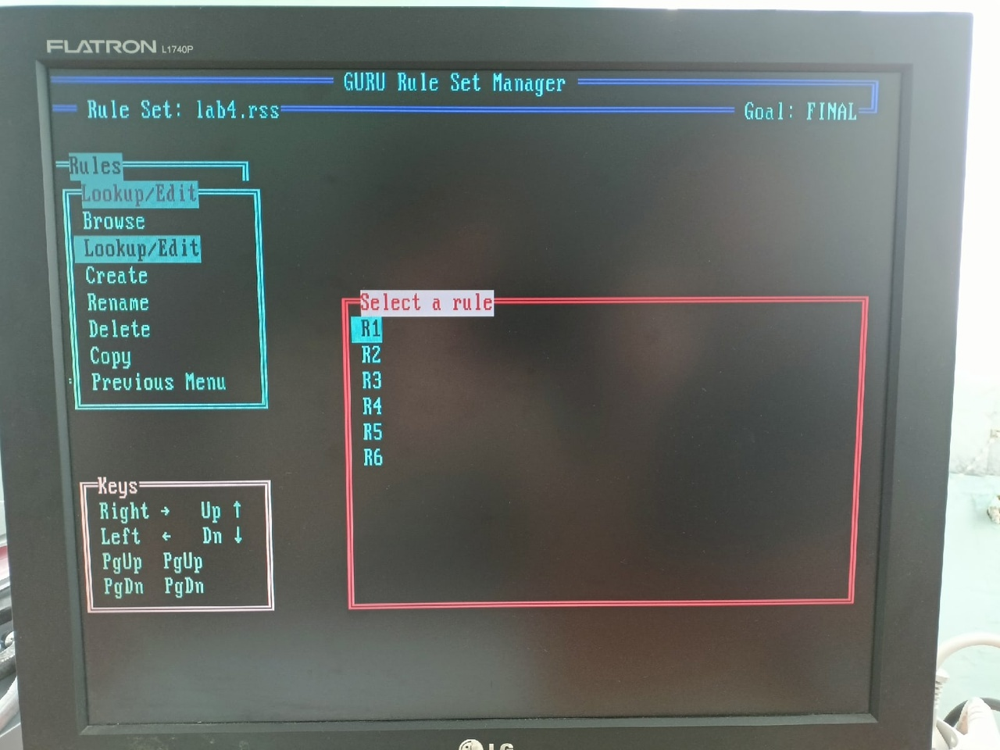 FLATRON L1740P
GURU Rule Set Manager
Rule Set: lab4.rss Goal: FINAL
Rules
Lookup/Edit
Browse
Lookup/Edit
Create
Rename
Delete
Copy
Previous Menu
Select a rule
R1
R2
R3
R4
R5
R6
Keys
Right → Up ↑
Left ← Dn ↓
PgUp PgUp
PgDn PgDn
LG